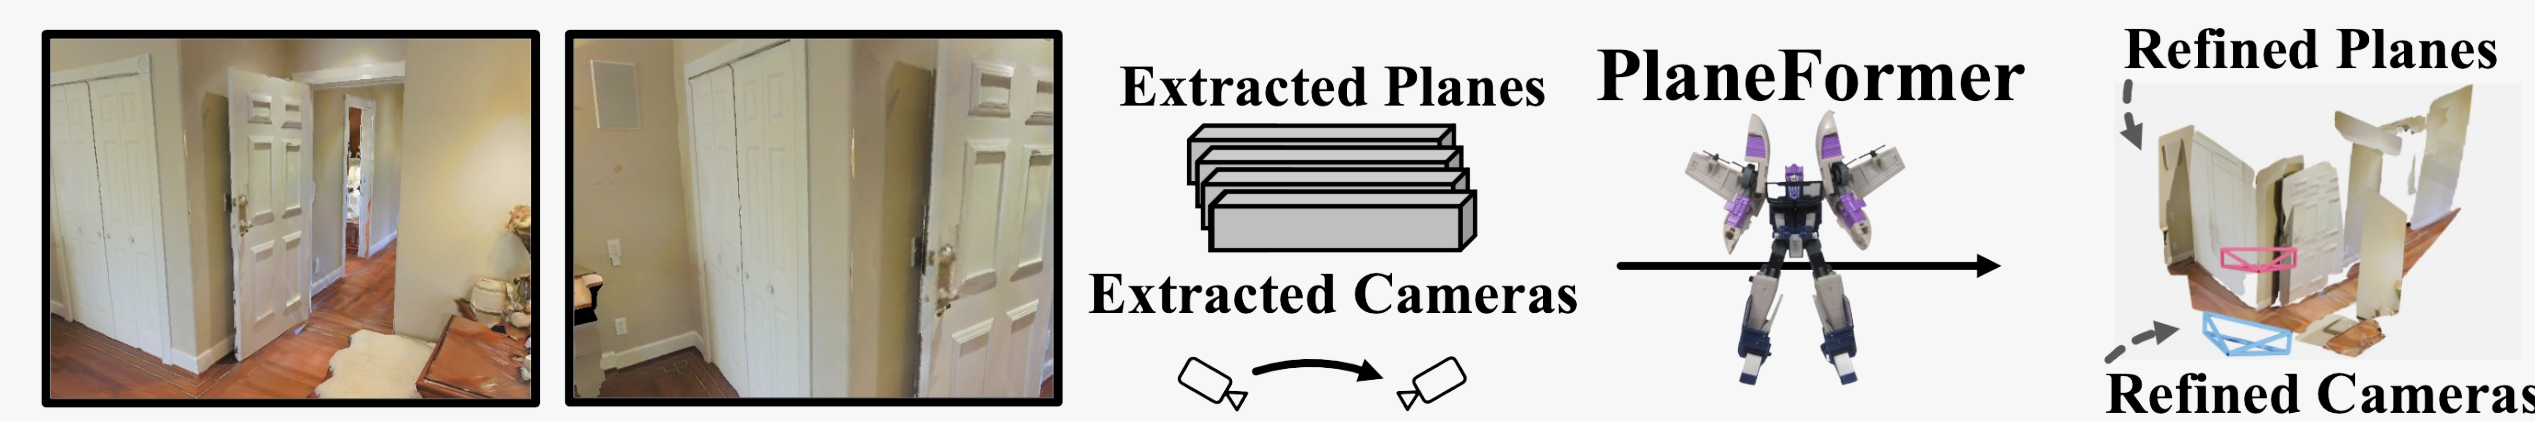 Extracted Planes
Extracted Cameras
PlaneFormer
Refined Planes
Refined Cameras